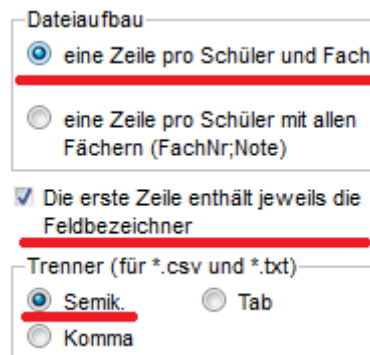 Dateiaufbau
eine Zeile pro Schüler und Fach
eine Zeile pro Schüler mit allen
Fächern (FachNr;Note)
Die erste Zeile enthält jeweils die
Feldbezeichner
Trenner (für *.csv und *.txt)
Semik. Tab
Komma